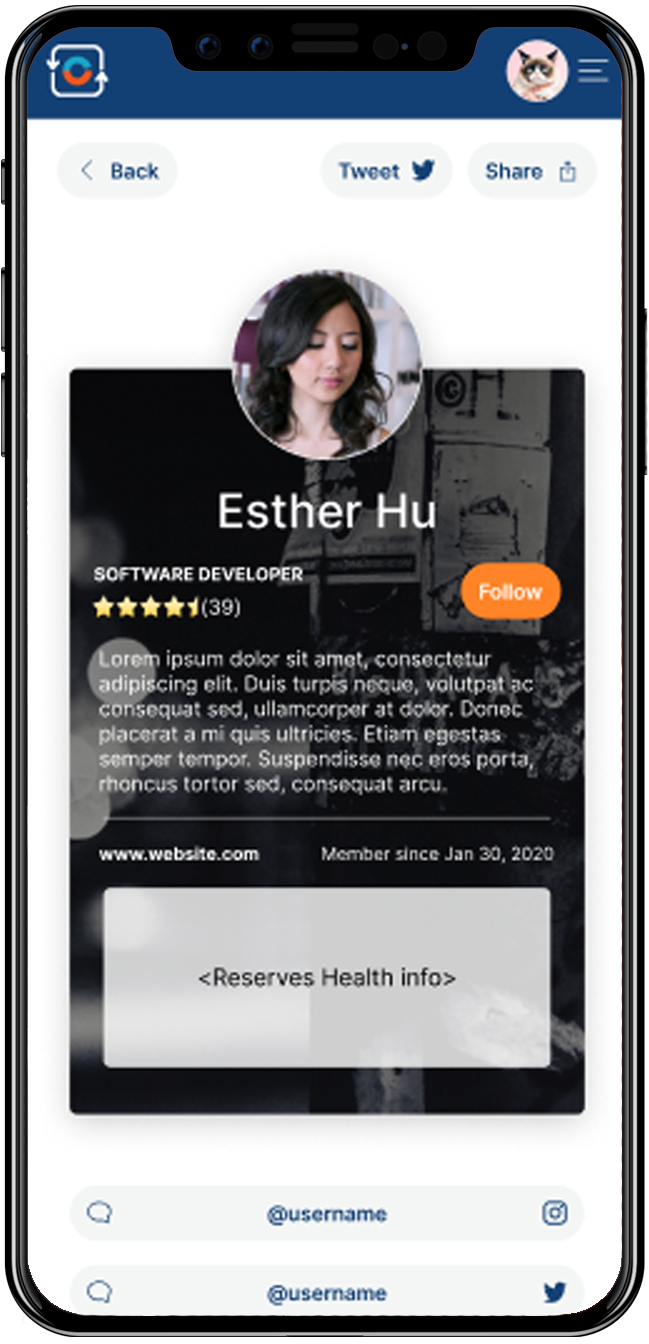 Back
Tweet
Share
Esther Hu
SOFTWARE DEVELOPER
(39)
Follow
Lorem ipsum dolor sit amet, consectetur
adipiscing elit. Duis turpis neque, volutpat ac
consequat sed, ullamcorper at dolor. Donec
placerat a mi quis ultricies. Etiam egestas
semper tempor. Suspendisse nec eros porta,
rhoncus tortor sed, consequat arcu.
www.website.com
Member since Jan 30, 2020
<Reserves Health info>
@username
@username